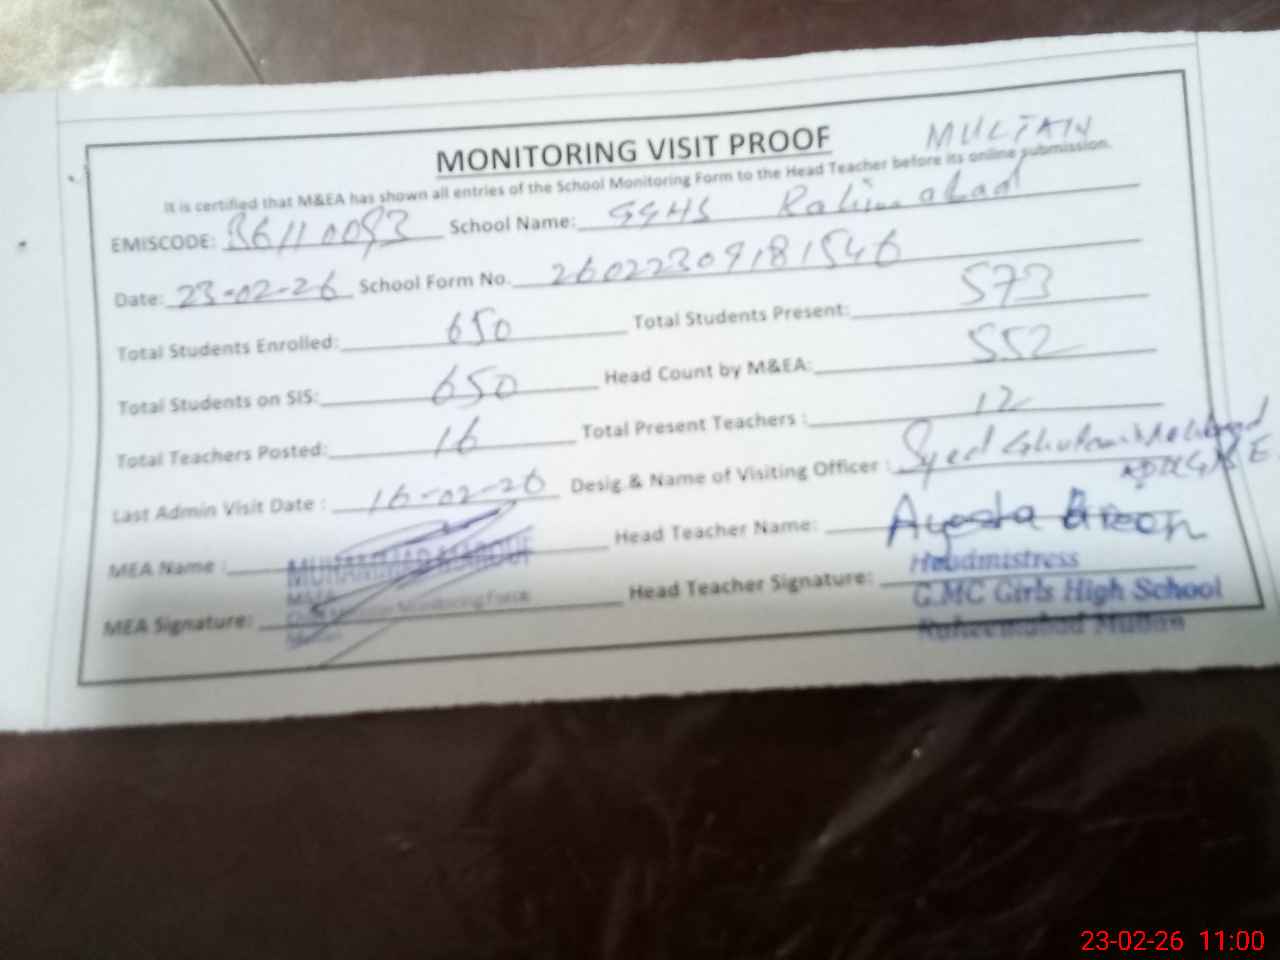 MONITORING VISIT PROOF
MULTAN
It is certified that M&EA has shown all entries of the School Monitoring Form to the Head Teacher before its online submission.
EMISCODE: 36110093 School Name: GGHS Rahimabad
Date: 23-02-26 School Form No. 26022309181546
Total Students Enrolled: 650 Total Students Present: 573
Total Students on SIS: 650 Head Count by M&EA: 552
Total Teachers Posted: 16 Total Present Teachers : 12
Last Admin Visit Date : 16-02-26 Desig.& Name of Visiting Officer : Syed
MEA Name : MUHAMMAD Head Teacher Name:
Headmistress
MEA Signature: Head Teacher Signature:
G.MC Girls High School
Multan
23-02-26 11:00